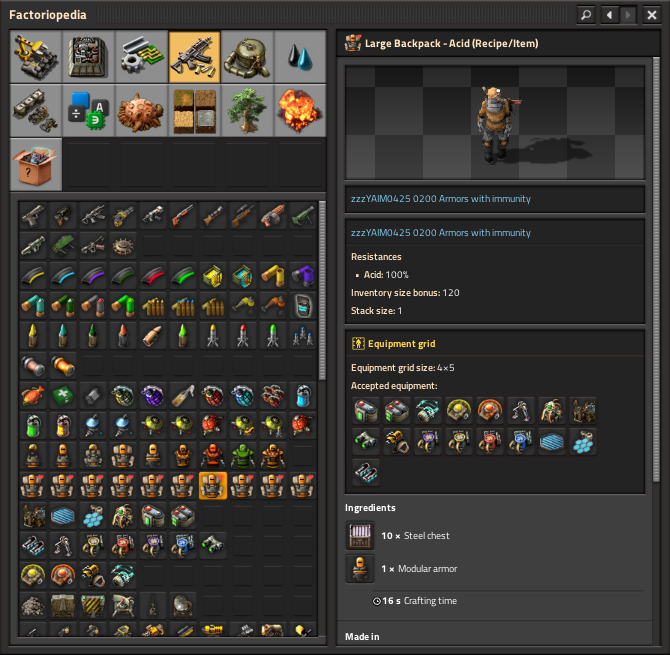 Factoriopedia
Large Backpack - Acid (Recipe/Item)
zzzYAIM0425 0200 Armors with immunity
zzzYAIM0425 0200 Armors with immunity
Resistances
• Acid: 100%
Inventory size bonus: 120
Stack size: 1
Equipment grid
Equipment grid size: 4×5
Accepted equipment:
Ingredients
10 × Steel chest
1 × Modular armor
16 s Crafting time
Made in